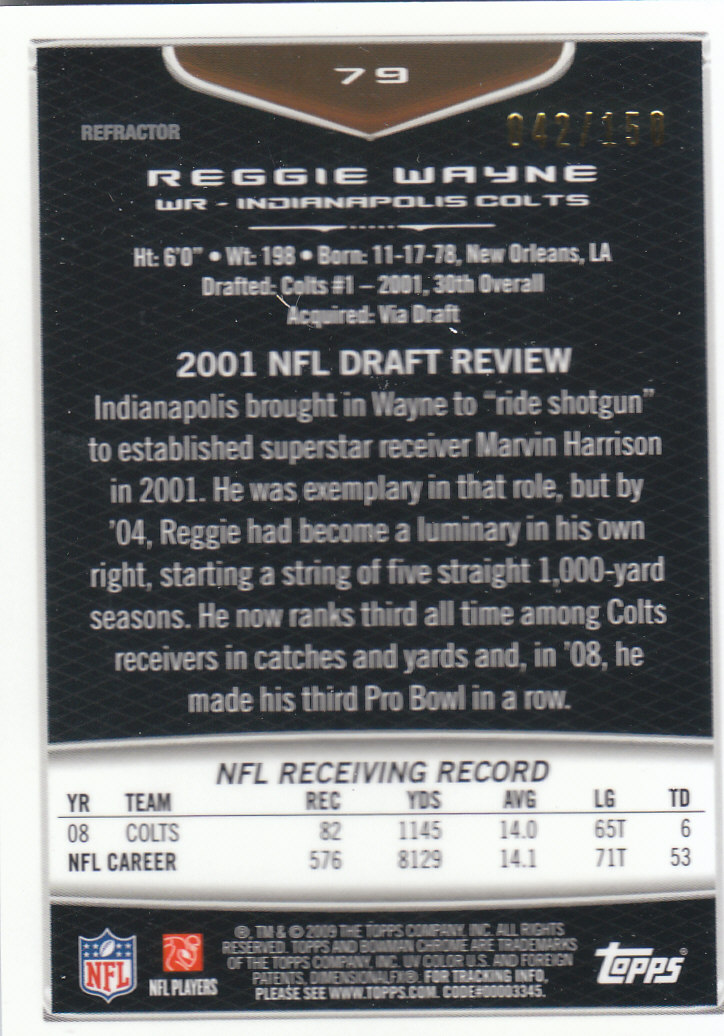 79
REFRACTOR
042/150
REGGIE WAYNE
WR - INDIANAPOLIS COLTS
Ht: 6'0" • Wt: 198 • Born: 11-17-78, New Orleans, LA
Drafted: Colts #1 – 2001, 30th Overall
Acquired: Via Draft
2001 NFL DRAFT REVIEW
Indianapolis brought in Wayne to "ride shotgun"
to established superstar receiver Marvin Harrison
in 2001. He was exemplary in that role, but by
'04, Reggie had become a luminary in his own
right, starting a string of five straight 1,000-yard
seasons. He now ranks third all time among Colts
receivers in catches and yards and, in '08, he
made his third Pro Bowl in a row.
NFL RECEIVING RECORD
YR TEAM REC YDS AVG LG TD
08 COLTS 82 1145 14.0 65T 6
NFL CAREER 576 8129 14.1 71T 53
®, TM & © 2009 THE TOPPS COMPANY, INC. ALL RIGHTS
RESERVED. TOPPS AND BOWMAN CHROME ARE TRADEMARKS
OF THE TOPPS COMPANY, INC. UV COLOR U.S. AND FOREIGN
PATENTS, DIMENSIONALFX®. FOR TRACKING INFO,
PLEASE SEE WWW.TOPPS.COM. CODE#00003345.
NFL
NFL PLAYERS
topps®